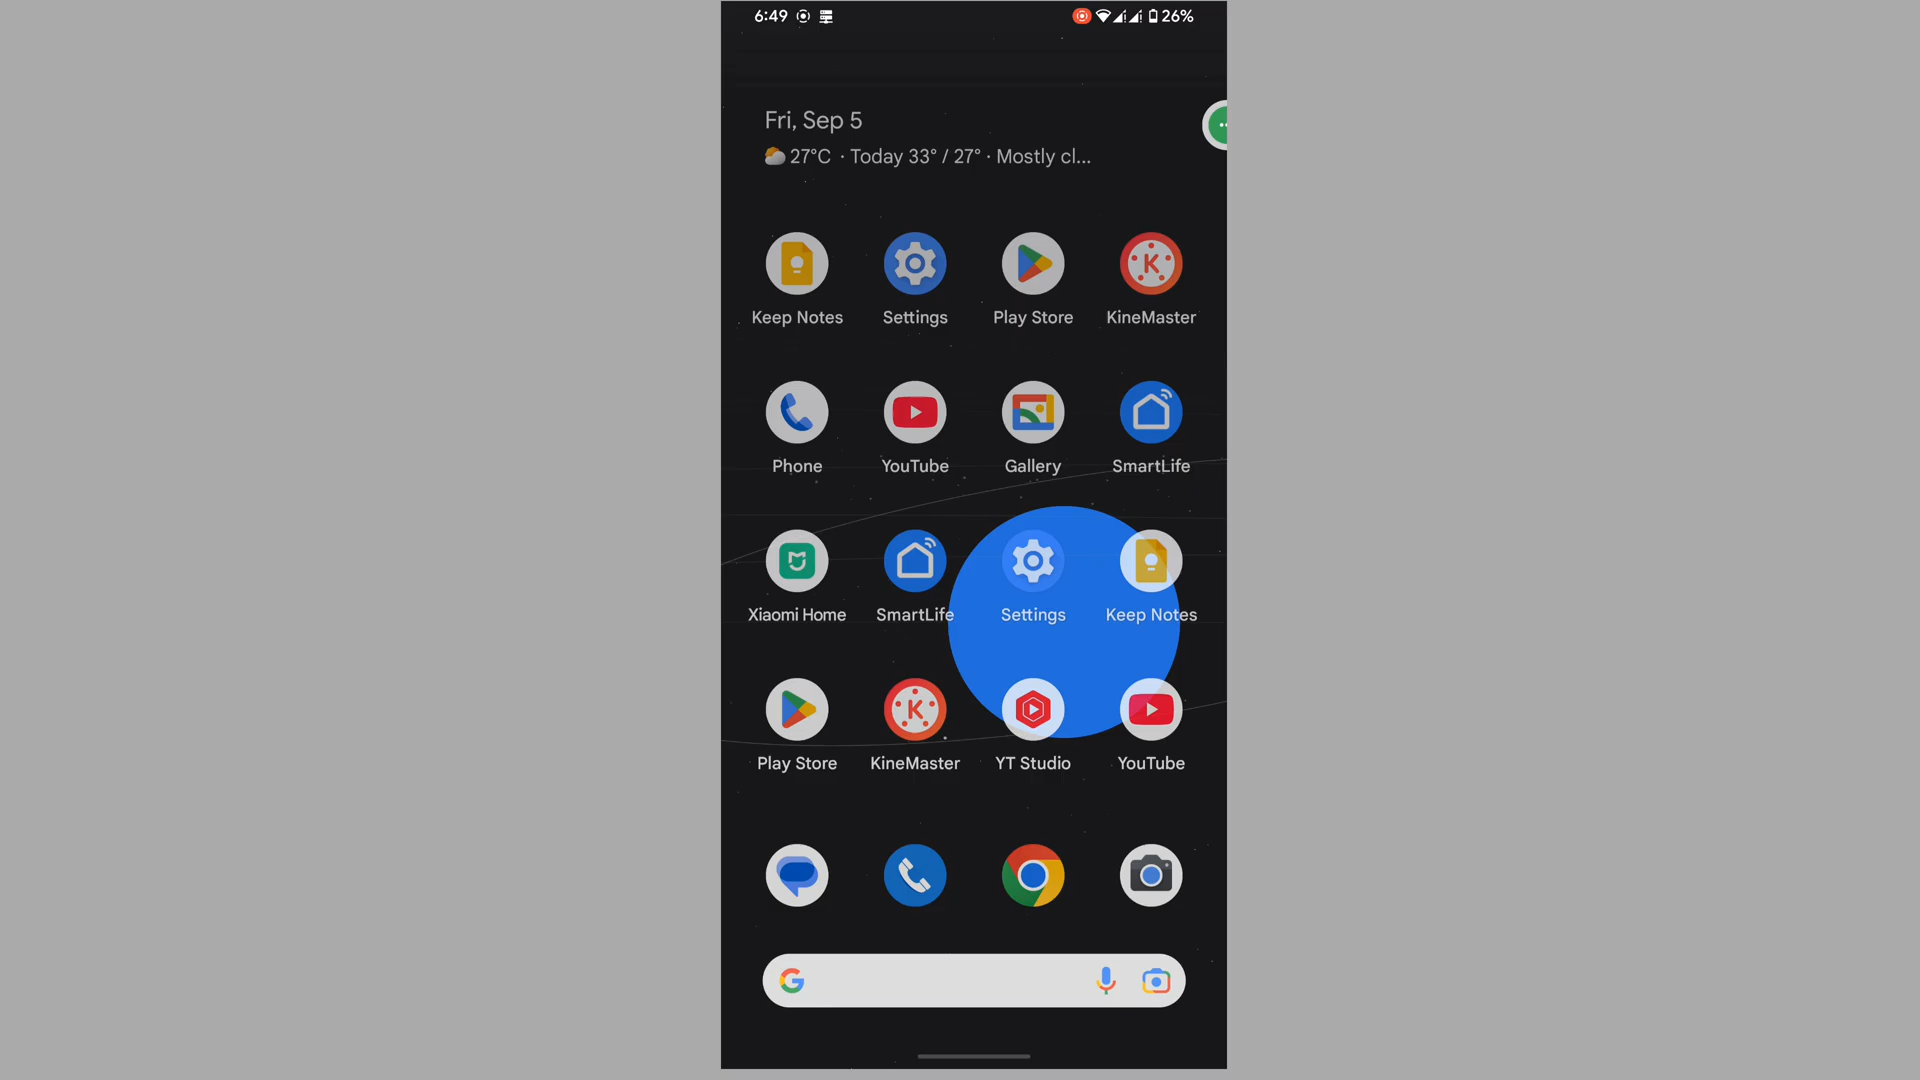 6:49 26%
Fri, Sep 5
27°C · Today 33° / 27° · Mostly cl...
Keep Notes Settings Play Store KineMaster
Phone YouTube Gallery SmartLife
Xiaomi Home SmartLife Settings Keep Notes
Play Store KineMaster YT Studio YouTube